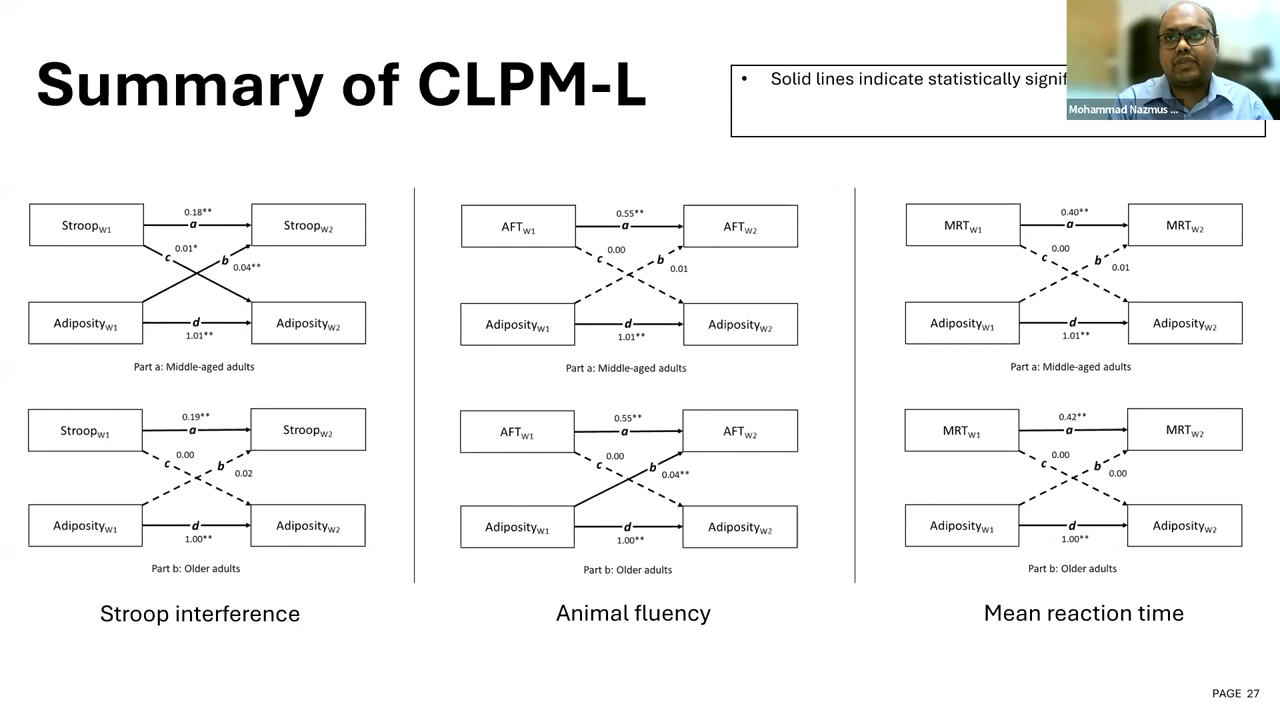 Summary of CLPM-L
• Solid lines indicate statistically
Mohammad Nazmus ...
0.18**
Stroop W1 a Stroop W2
0.01*
c b
0.04**
Adiposity W1 d Adiposity W2
1.01**
Part a: Middle-aged adults
0.19**
Stroop W1 a Stroop W2
0.00
c b
0.02
Adiposity W1 d Adiposity W2
1.00**
Part b: Older adults
Stroop interference
0.55**
AFT W1 a AFT W2
0.00
c b
0.01
Adiposity W1 d Adiposity W2
1.01**
Part a: Middle-aged adults
0.55**
AFT W1 a AFT W2
0.00
c b
0.04**
Adiposity W1 d Adiposity W2
1.00**
Part b: Older adults
Animal fluency
0.40**
MRT W1 a MRT W2
0.00
c b
0.01
Adiposity W1 d Adiposity W2
1.01**
Part a: Middle-aged adults
0.42**
MRT W1 a MRT W2
0.00
c b
0.00
Adiposity W1 d Adiposity W2
1.00**
Part b: Older adults
Mean reaction time
PAGE 27